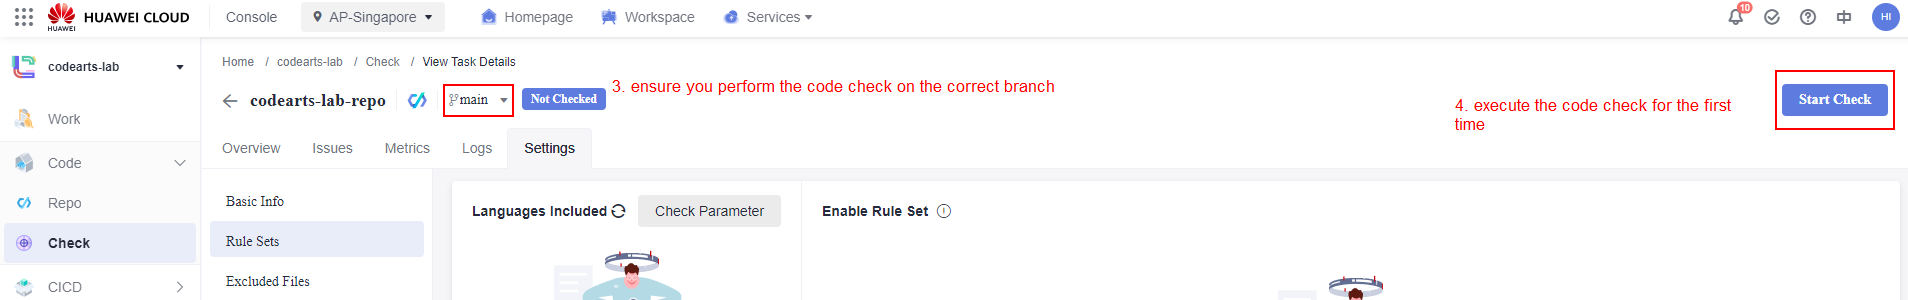 HUAWEI
HUAWEI CLOUD
Console
AP-Singapore
Homepage
Workspace
Services
10
中
HI
codearts-lab
Home / codearts-lab / Check / View Task Details
codearts-lab-repo
main
Not Checked
3. ensure you perform the code check on the correct branch
4. execute the code check for the first
time
Start Check
Work
Code
Repo
Check
CICD
Overview
Issues
Metrics
Logs
Settings
Basic Info
Rule Sets
Excluded Files
Languages Included
Check Parameter
Enable Rule Set